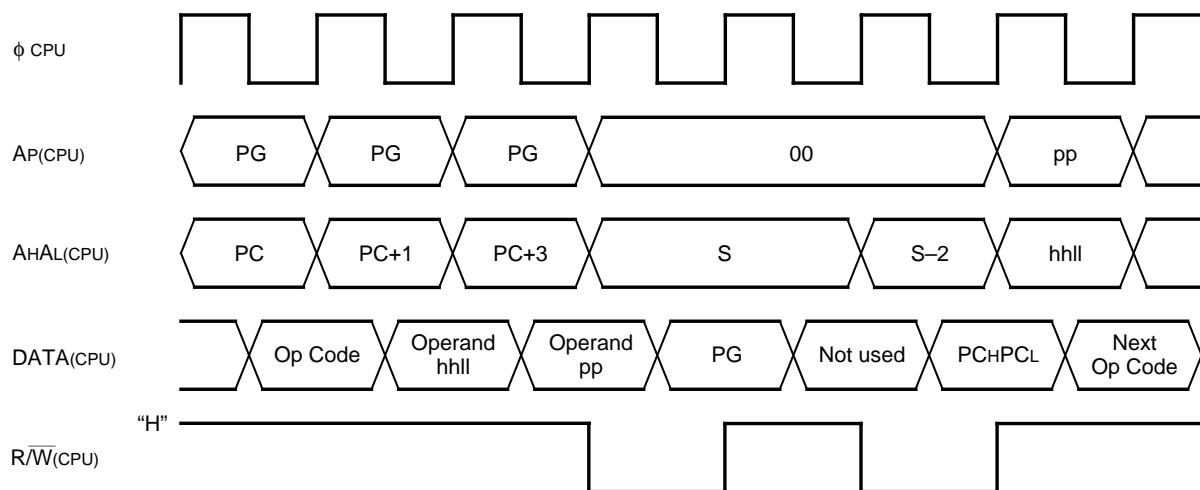 ϕ CPU
AP(CPU) PG PG PG 00 pp
AHAL(CPU) PC PC+1 PC+3 S S–2 hhll
DATA(CPU) Op Code Operand hhll Operand pp PG Not used PCHPCL Next Op Code
“H”
R/W̅(CPU)